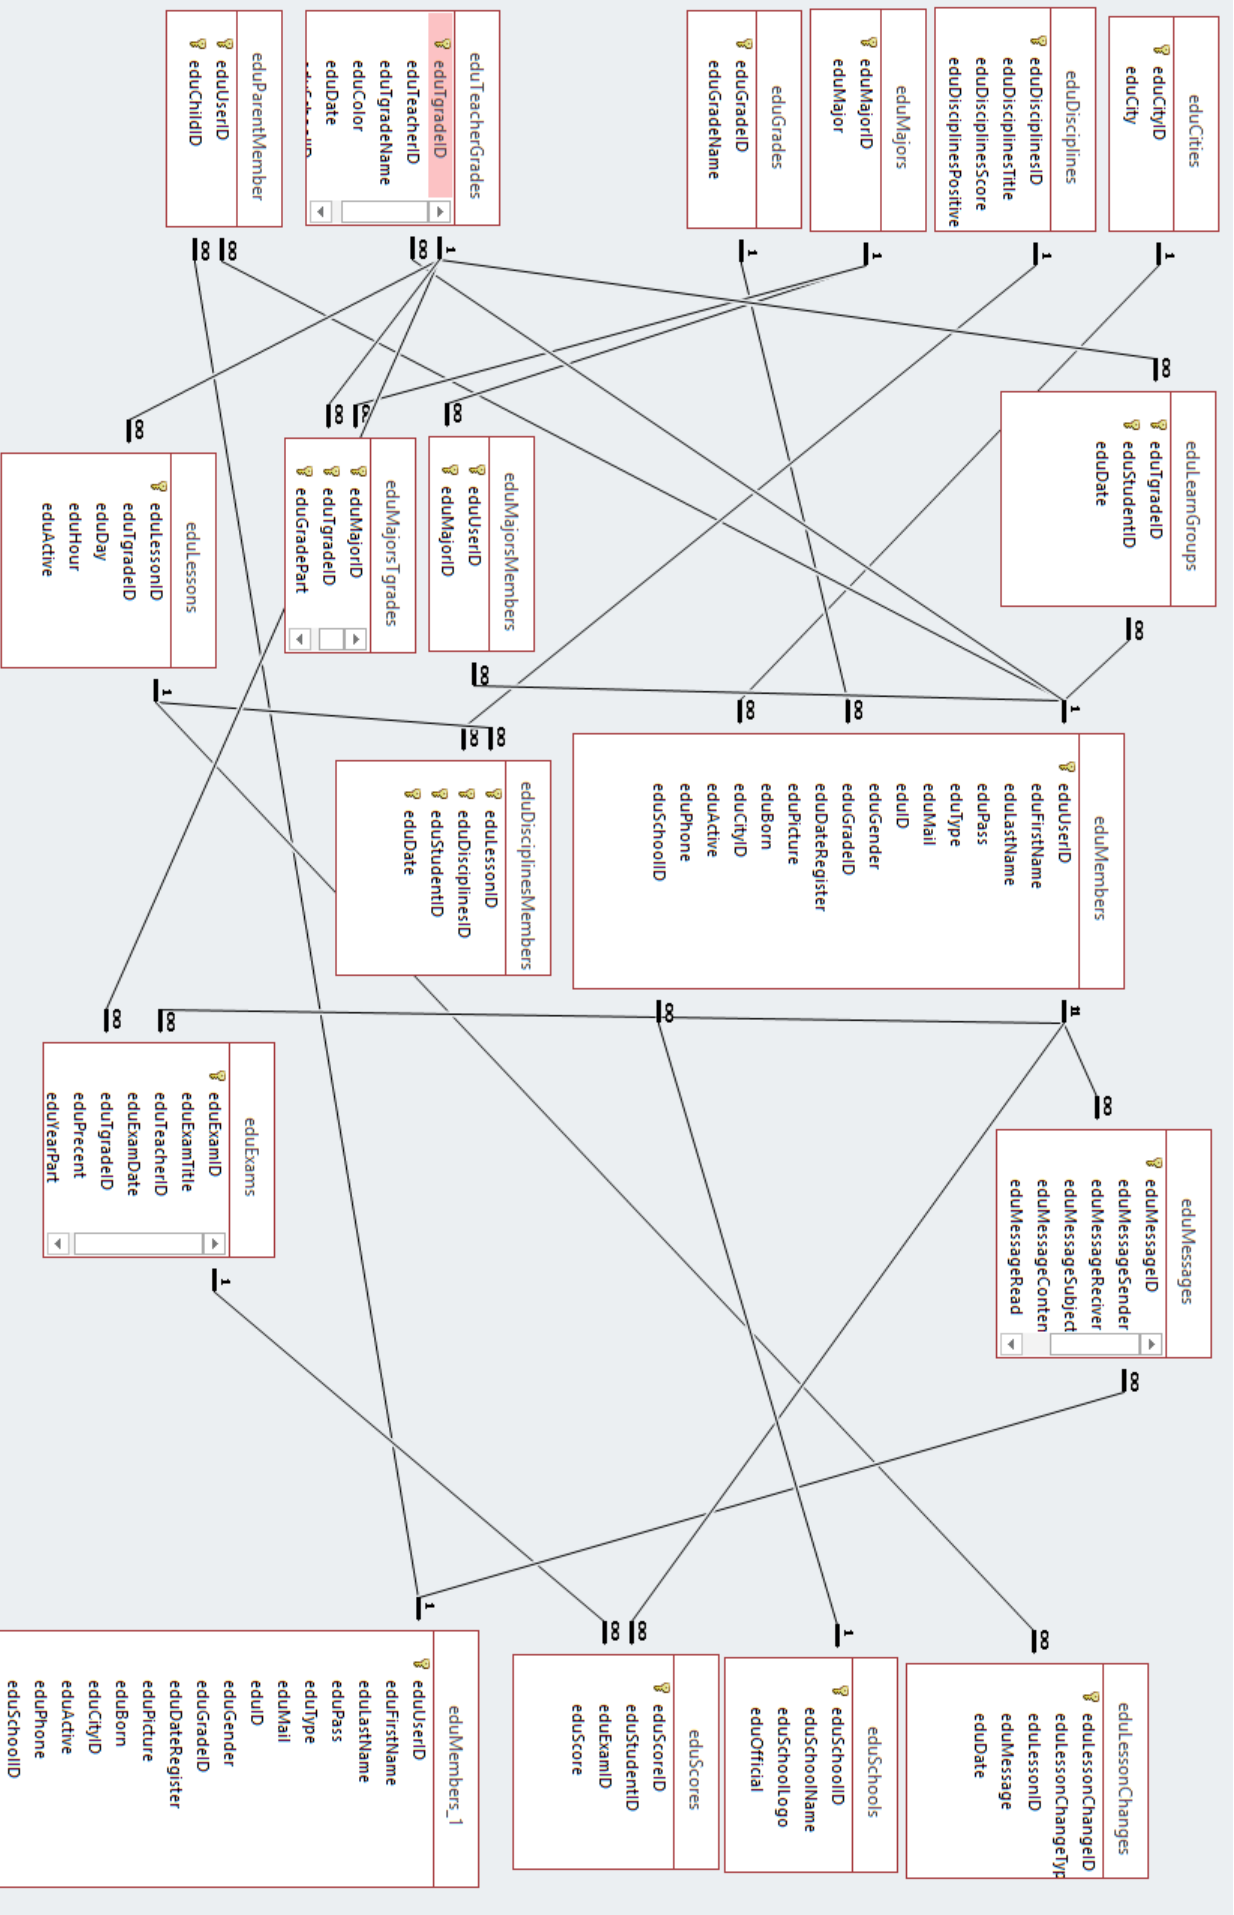 eduCities
eduCityID
eduCity
eduDisciplines
eduDisciplinesID
eduDisciplinesTitle
eduDisciplinesScore
eduDisciplinesPositive
eduMajors
eduMajorID
eduMajor
eduGrades
eduGradeID
eduGradeName
eduTeacherGrades
eduTgradeID
eduTeacherID
eduTgradeName
eduColor
eduDate
eduParentMember
eduUserID
eduChildID
eduLearnGroups
eduTgradeID
eduStudentID
eduDate
eduMajorsMembers
eduUserID
eduMajorID
eduMajorsTgrades
eduMajorID
eduTgradeID
eduGradePart
eduLessons
eduLessonID
eduTgradeID
eduDay
eduHour
eduActive
eduMembers
eduUserID
eduFirstName
eduLastName
eduPass
eduType
eduMail
eduID
eduGender
eduGradeID
eduDateRegister
eduPicture
eduBorn
eduCityID
eduActive
eduPhone
eduSchoolID
eduDisciplinesMembers
eduLessonID
eduDisciplinesID
eduStudentID
eduDate
eduMessages
eduMessageID
eduMessageSender
eduMessageReciver
eduMessageSubject
eduMessageConten
eduMessageRead
eduExams
eduExamID
eduExamTitle
eduTeacherID
eduExamDate
eduTgradeID
eduPrecent
eduYearPart
eduLessonChanges
eduLessonChangeID
eduLessonChangeTyp
eduLessonID
eduMessage
eduDate
eduSchools
eduSchoolID
eduSchoolName
eduSchoolLogo
eduOfficial
eduScores
eduScoreID
eduStudentID
eduExamID
eduScore
eduMembers_1
eduUserID
eduFirstName
eduLastName
eduPass
eduType
eduMail
eduID
eduGender
eduGradeID
eduDateRegister
eduPicture
eduBorn
eduCityID
eduActive
eduPhone
eduSchoolID